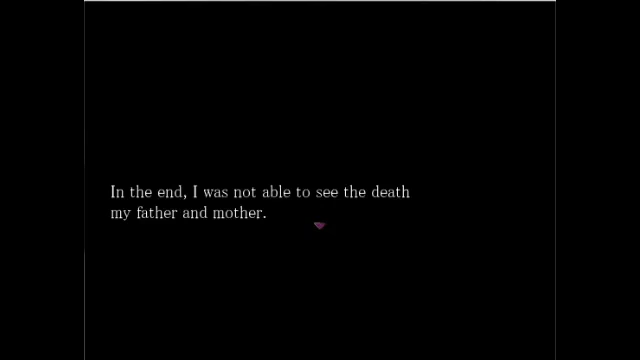 In the end, I was not able to see the death
my father and mother.